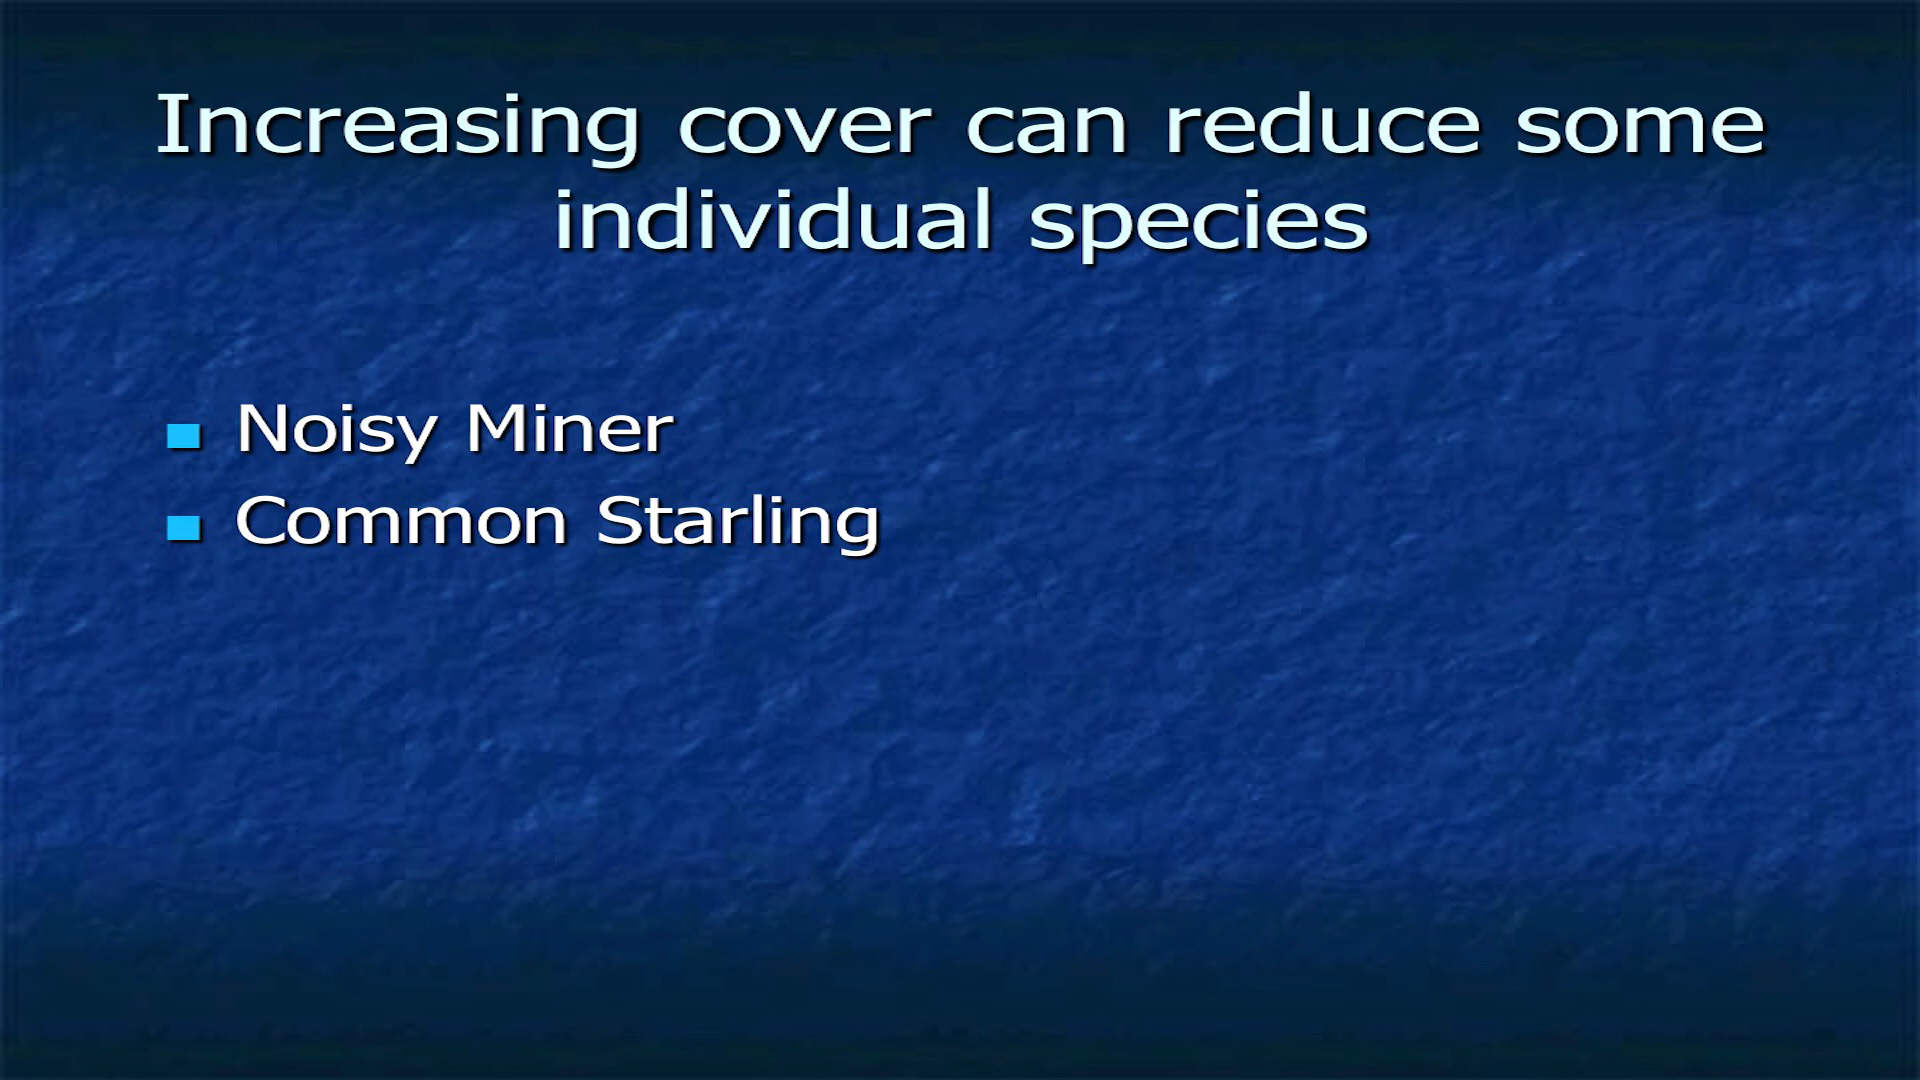 Increasing cover can reduce some
individual species
Noisy Miner
Common Starling